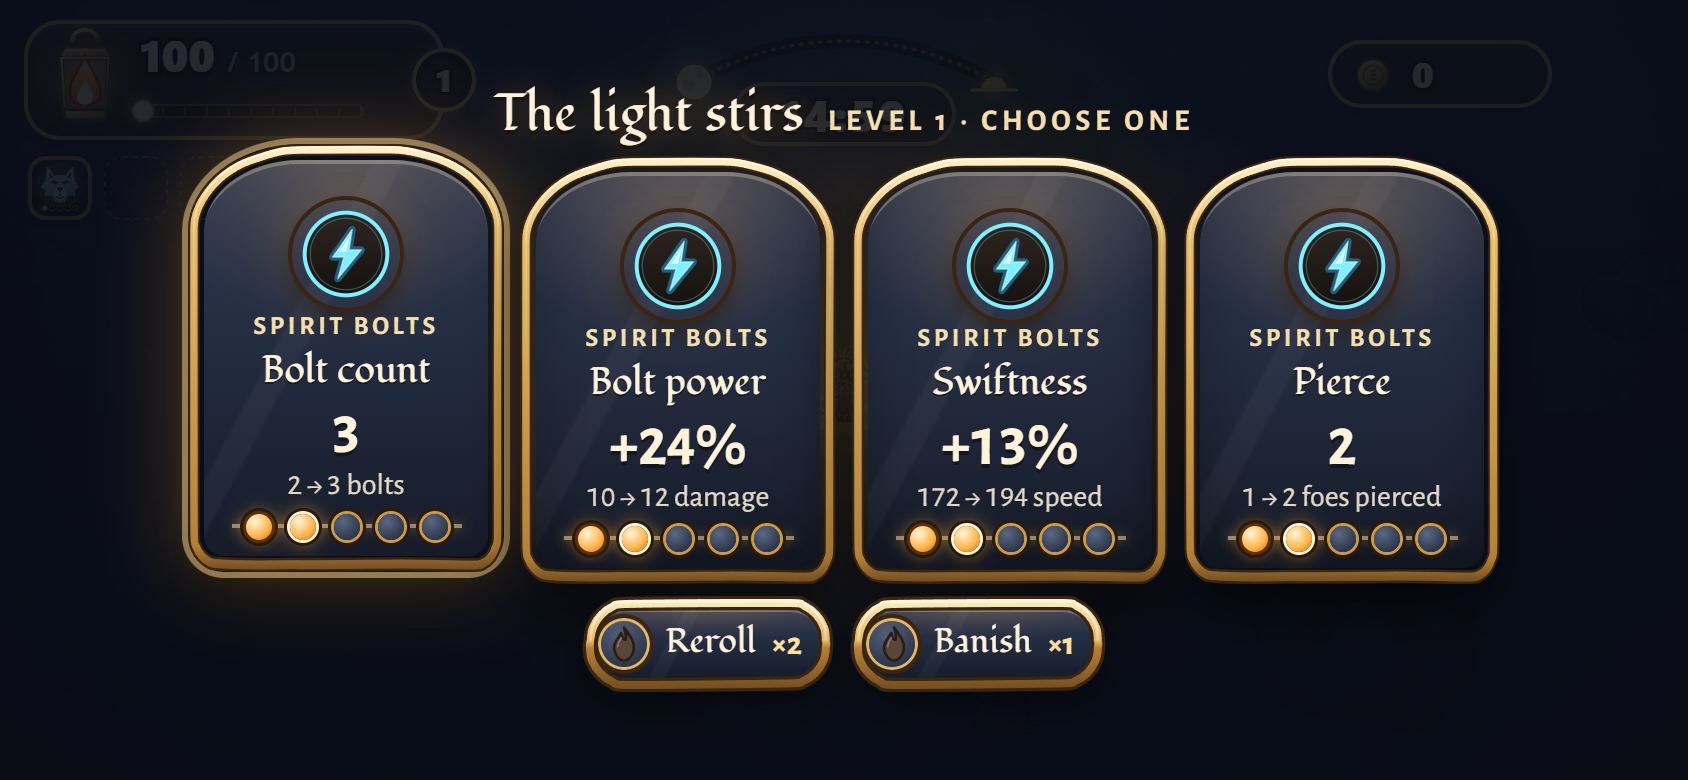 100 / 100
1
0
The light stirs LEVEL 1 · CHOOSE ONE
SPIRIT BOLTS
Bolt count
3
2→3 bolts
SPIRIT BOLTS
Bolt power
+24%
10→12 damage
SPIRIT BOLTS
Swiftness
+13%
172→194 speed
SPIRIT BOLTS
Pierce
2
1→2 foes pierced
Reroll ×2
Banish ×1